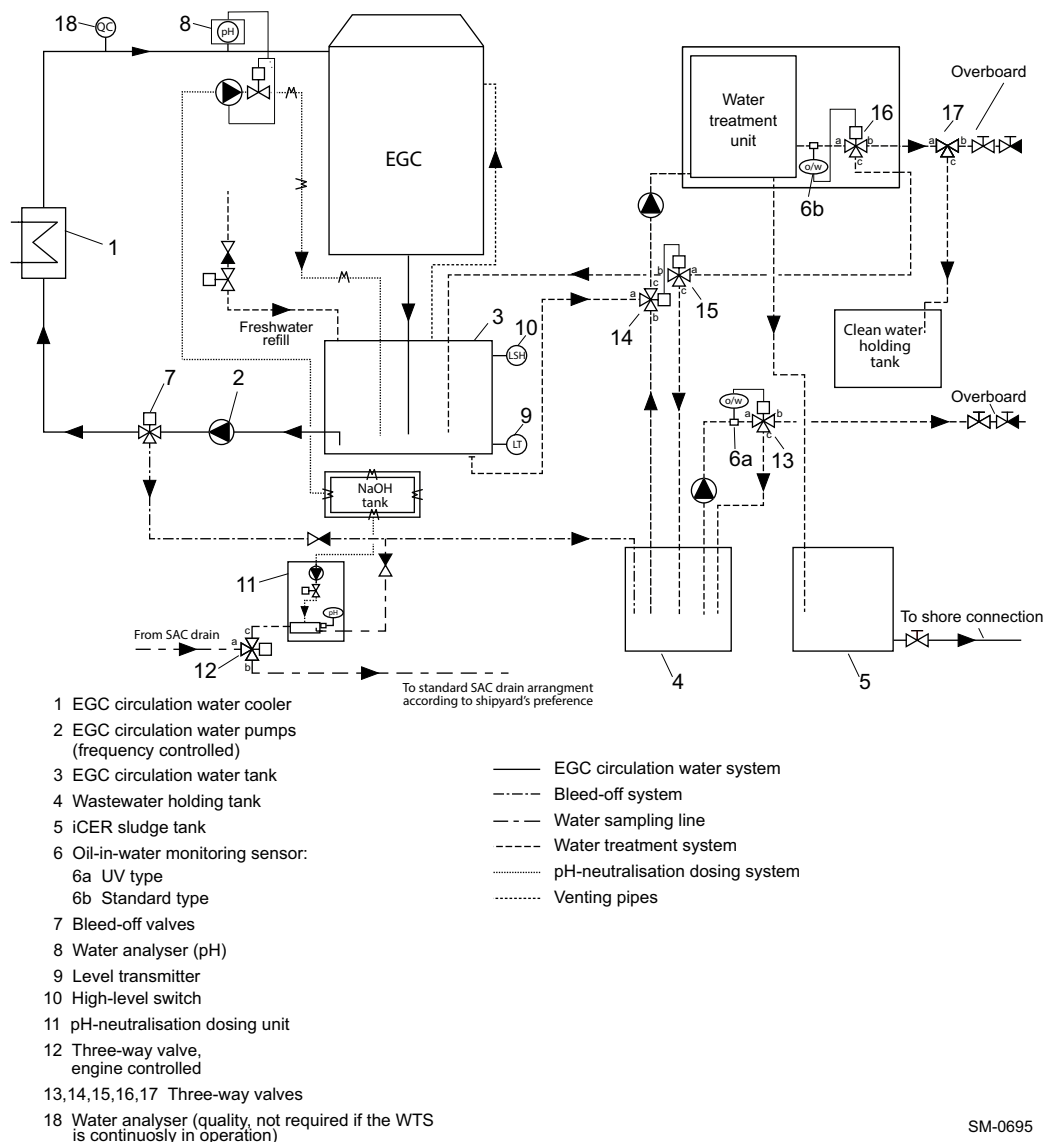 18
QC
8
pH
EGC
Water
treatment
unit
16
a
b
c
o/w
6b
17
a
b
c
Overboard
1
Freshwater
refill
3
10
LSH
9
LT
7
2
a
c
b
14
b
a
c
15
Clean water
holding
tank
o/w
6a
a
b
c
13
Overboard
NaOH
tank
11
pH
From SAC drain
a
c
b
12
To standard SAC drain arrangment
according to shipyard's preference
4
5
To shore connection
1 EGC circulation water cooler
2 EGC circulation water pumps
(frequency controlled)
3 EGC circulation water tank
4 Wastewater holding tank
5 iCER sludge tank
6 Oil-in-water monitoring sensor:
6a UV type
6b Standard type
7 Bleed-off valves
8 Water analyser (pH)
9 Level transmitter
10 High-level switch
11 pH-neutralisation dosing unit
12 Three-way valve,
engine controlled
13,14,15,16,17 Three-way valves
18 Water analyser (quality, not required if the WTS
is continuosly in operation)
EGC circulation water system
Bleed-off system
Water sampling line
Water treatment system
pH-neutralisation dosing system
Venting pipes
SM-0695